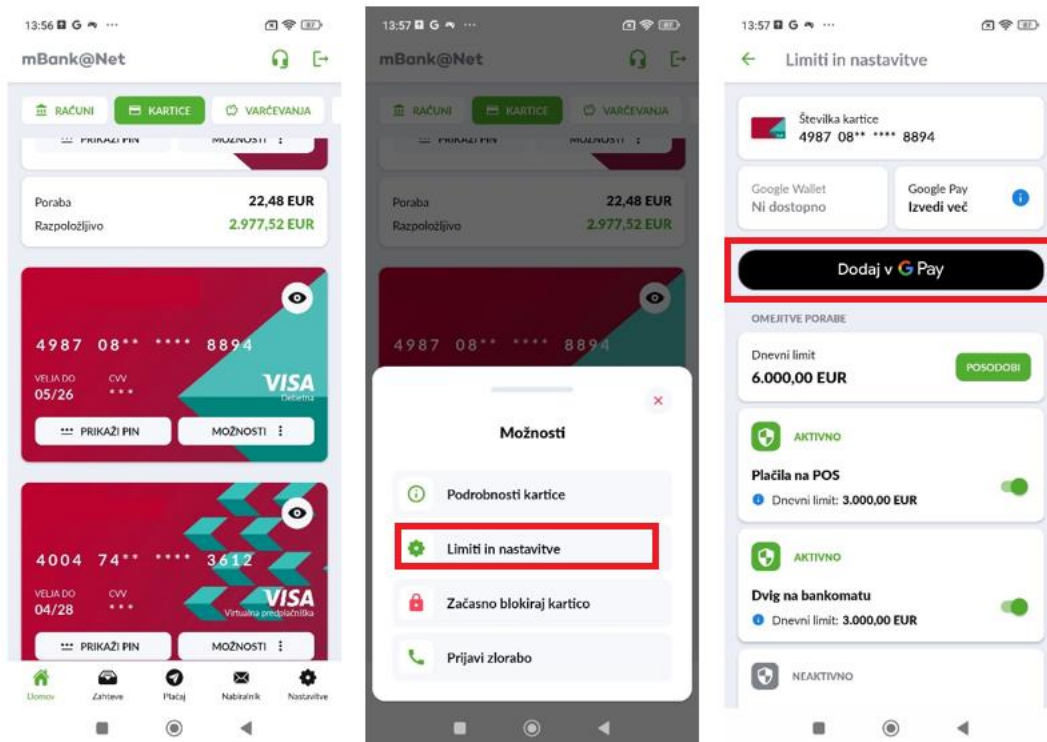 13:56 G ...
87
mBank@Net
RAČUNI
KARTICE
VARČEVANJA
PRIKAŽI PIN
MOŽNOSTI
Poraba
22,48 EUR
Razpoložljivo
2.977,52 EUR
4987 08** **** 8894
VELJA DO
CVV
05/26
***
VISA
Debetna
PRIKAŽI PIN
MOŽNOSTI
4004 74** **** 3612
VELJA DO
CVV
04/28
***
VISA
Virtualna predplačniška
PRIKAŽI PIN
MOŽNOSTI
Domov
Zahteve
Plačaj
Nabiralnik
Nastavitve
13:57 G ...
87
mBank@Net
RAČUNI
KARTICE
VARČEVANJA
PRIKAŽI PIN
MOŽNOSTI
Poraba
22,48 EUR
Razpoložljivo
2.977,52 EUR
4987 08** **** 8894
Možnosti
Podrobnosti kartice
Limiti in nastavitve
Začasno blokiraj kartico
Prijavi zlorabo
13:57 G ...
87
Limiti in nastavitve
Številka kartice
4987 08** **** 8894
Google Wallet
Ni dostopno
Google Pay
Izvedi več
Dodaj v G Pay
OMEJITVE PORABE
Dnevni limit
6.000,00 EUR
POSODOBI
AKTIVNO
Plačila na POS
Dnevni limit: 3.000,00 EUR
AKTIVNO
Dvig na bankomatu
Dnevni limit: 3.000,00 EUR
NEAKTIVNO